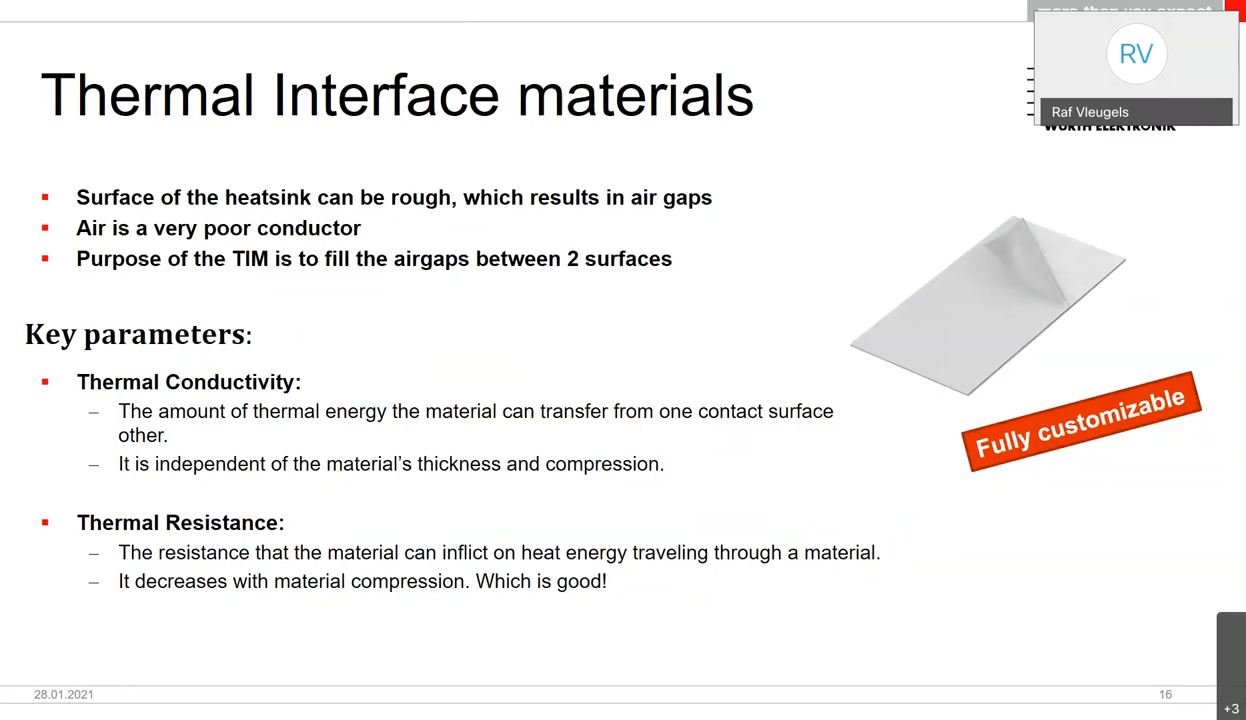 more than you expect
RV
Raf Vleugels
WÜRTH ELEKTRONIK
Thermal Interface materials
Surface of the heatsink can be rough, which results in air gaps
Air is a very poor conductor
Purpose of the TIM is to fill the airgaps between 2 surfaces
Key parameters:
Thermal Conductivity:
– The amount of thermal energy the material can transfer from one contact surface
other.
– It is independent of the material’s thickness and compression.
Fully customizable
Thermal Resistance:
– The resistance that the material can inflict on heat energy traveling through a material.
– It decreases with material compression. Which is good!
28.01.2021
16
+3